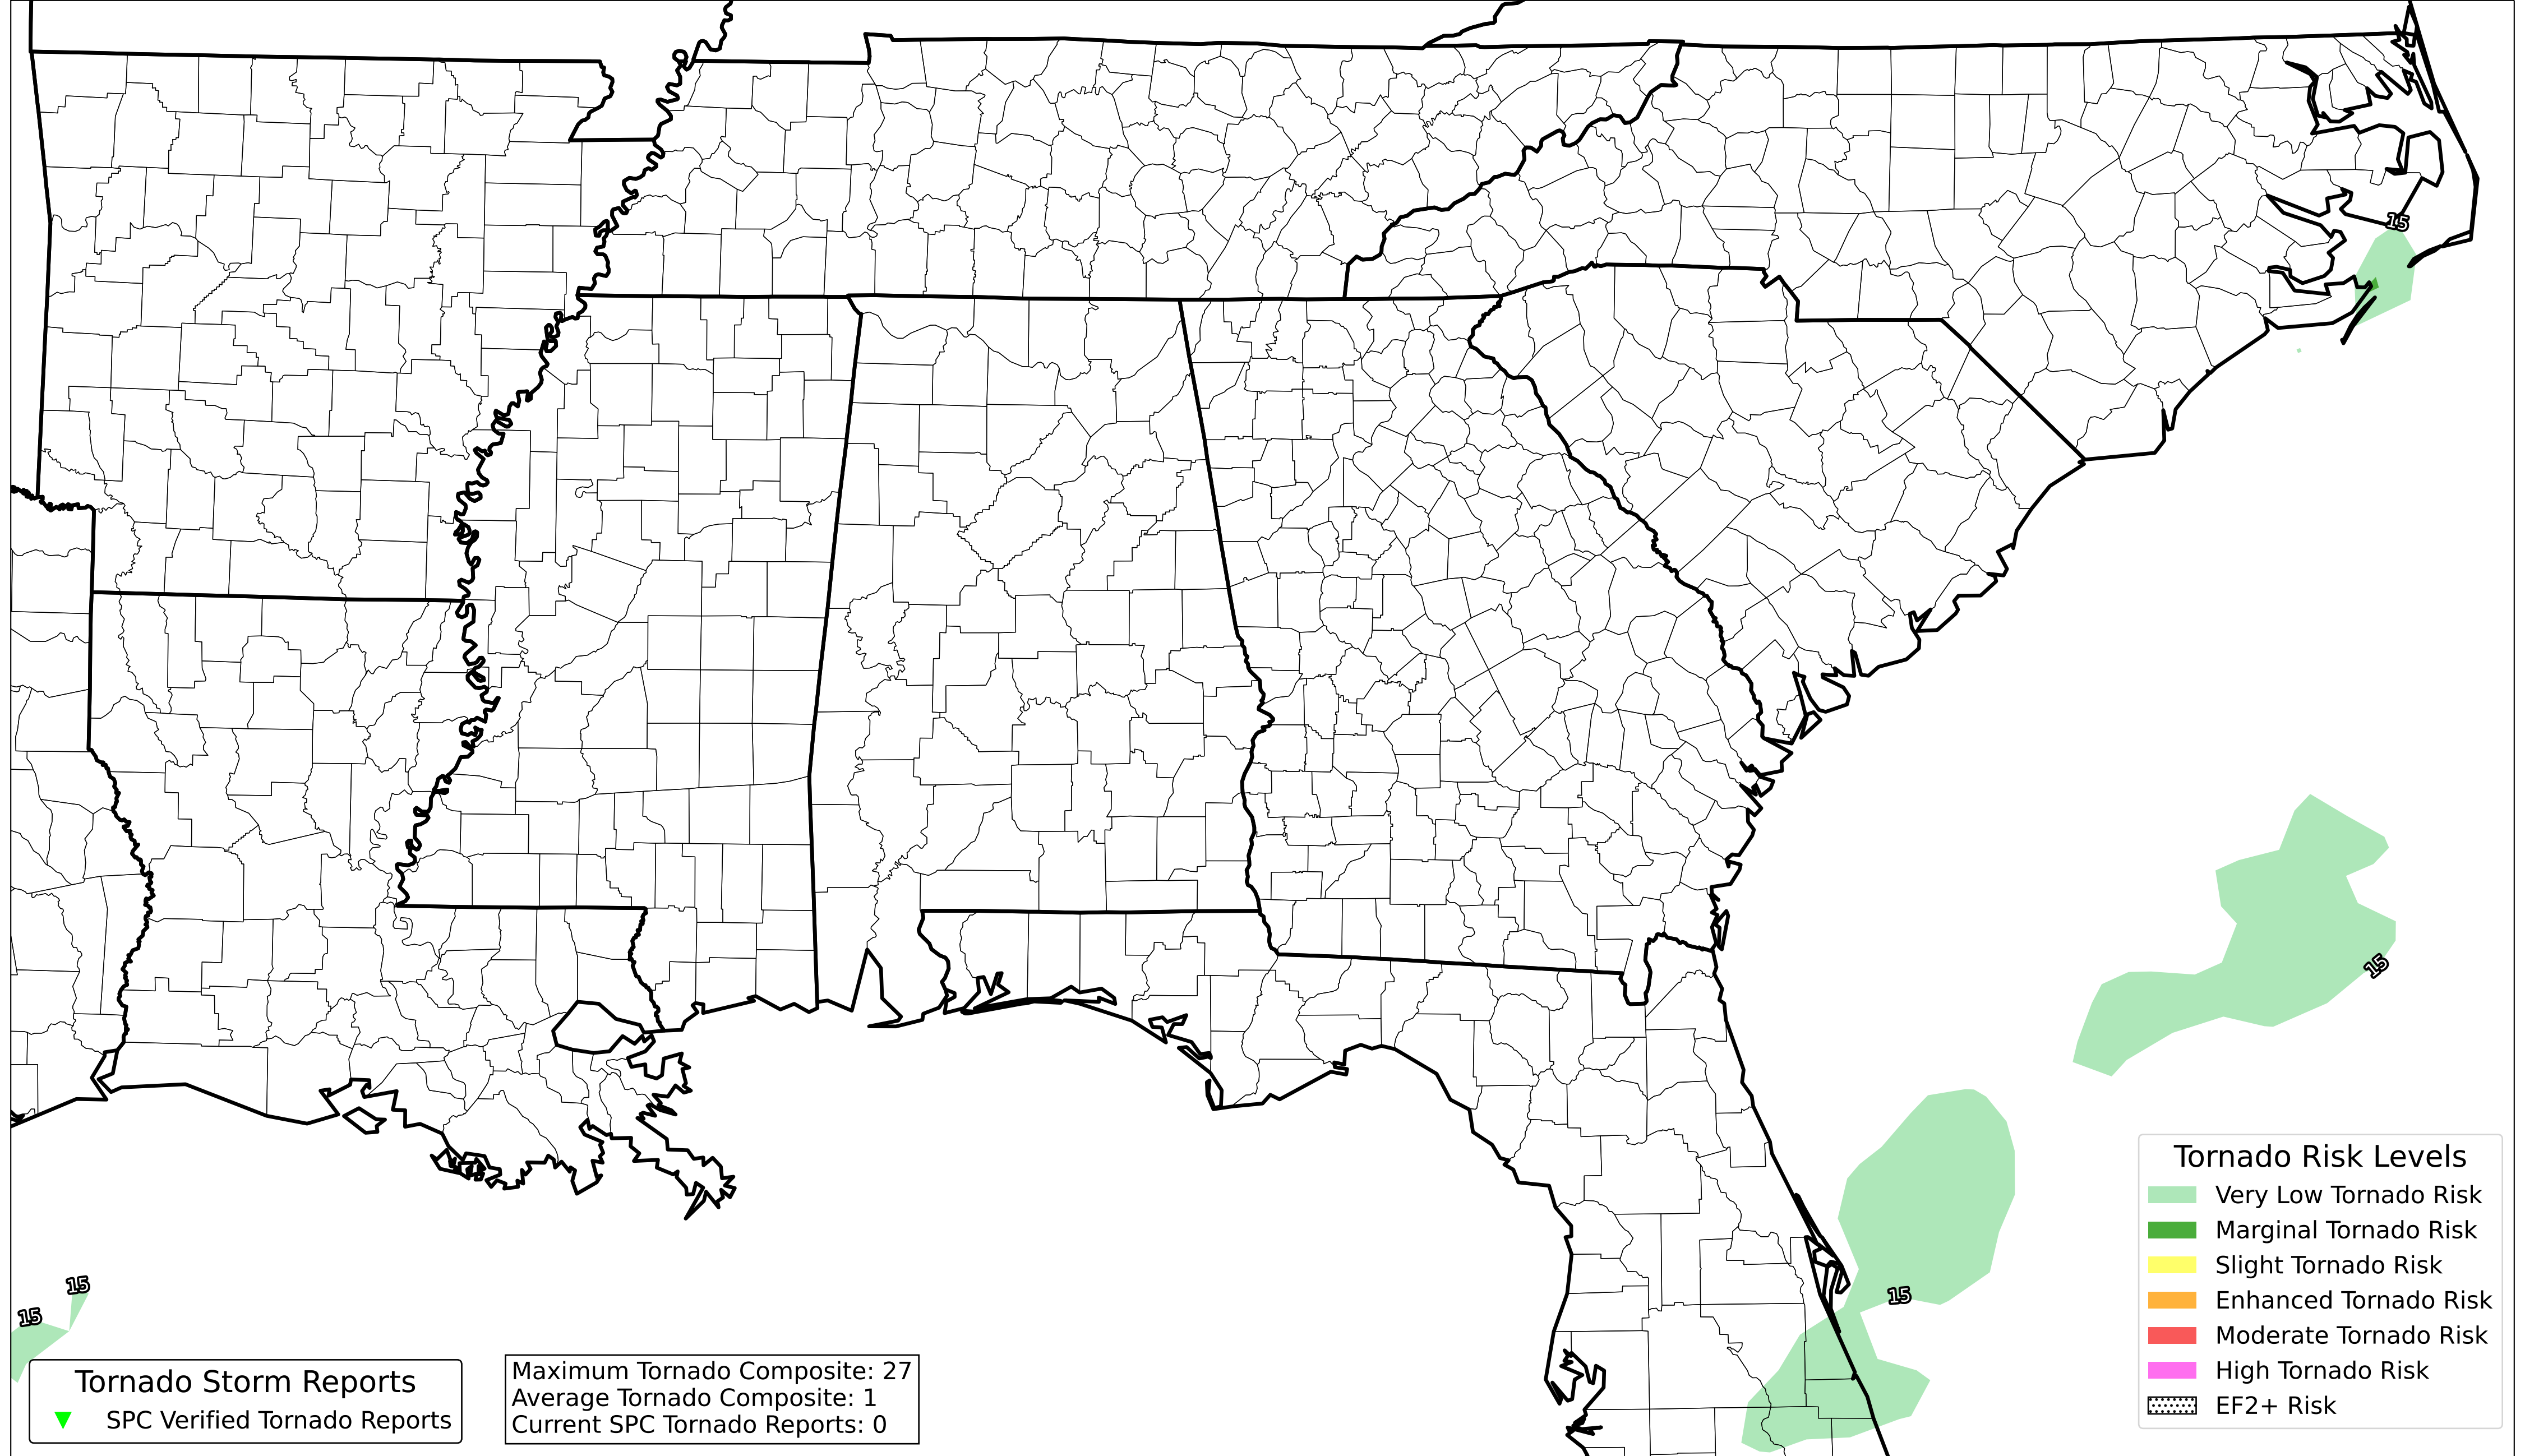 15
15
15
15
15
Tornado Storm Reports
SPC Verified Tornado Reports
Maximum Tornado Composite: 27
Average Tornado Composite: 1
Current SPC Tornado Reports: 0
Tornado Risk Levels
Very Low Tornado Risk
Marginal Tornado Risk
Slight Tornado Risk
Enhanced Tornado Risk
Moderate Tornado Risk
High Tornado Risk
EF2+ Risk